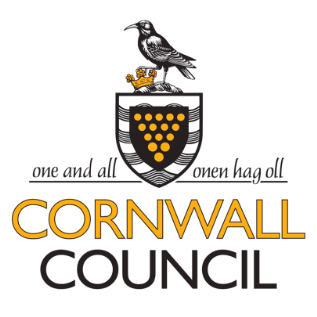 one and all onen hag oll
CORNWALL
COUNCIL